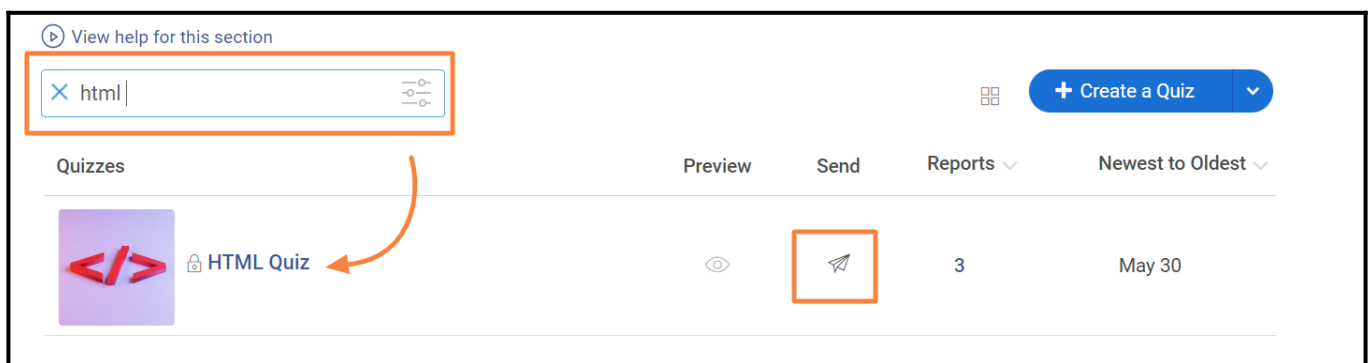 View help for this section
html
Create a Quiz
Quizzes Preview Send Reports Newest to Oldest
HTML Quiz 3 May 30